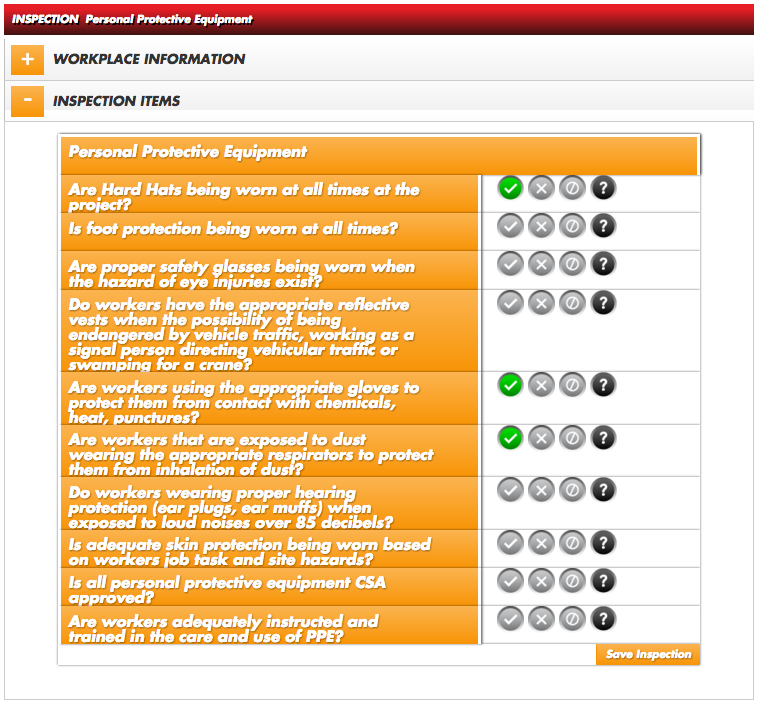 INSPECTION Personal Protective Equipment
+ WORKPLACE INFORMATION
- INSPECTION ITEMS
Personal Protective Equipment
Are Hard Hats being worn at all times at the
project?
?
Is foot protection being worn at all times?
?
Are proper safety glasses being worn when
the hazard of eye injuries exist?
?
Do workers have the appropriate reflective
vests when the possibility of being
endangered by vehicle traffic, working as a
signal person directing vehicular traffic or
swamping for a crane?
?
Are workers using the appropriate gloves to
protect them from contact with chemicals,
heat, punctures?
?
Are workers that are exposed to dust
wearing the appropriate respirators to protect
them from inhalation of dust?
?
Do workers wearing proper hearing
protection (ear plugs, ear muffs) when
exposed to loud noises over 85 decibels?
?
Is adequate skin protection being worn based
on workers job task and site hazards?
?
Is all personal protective equipment CSA
approved?
?
Are workers adequately instructed and
trained in the care and use of PPE?
?
Save Inspection